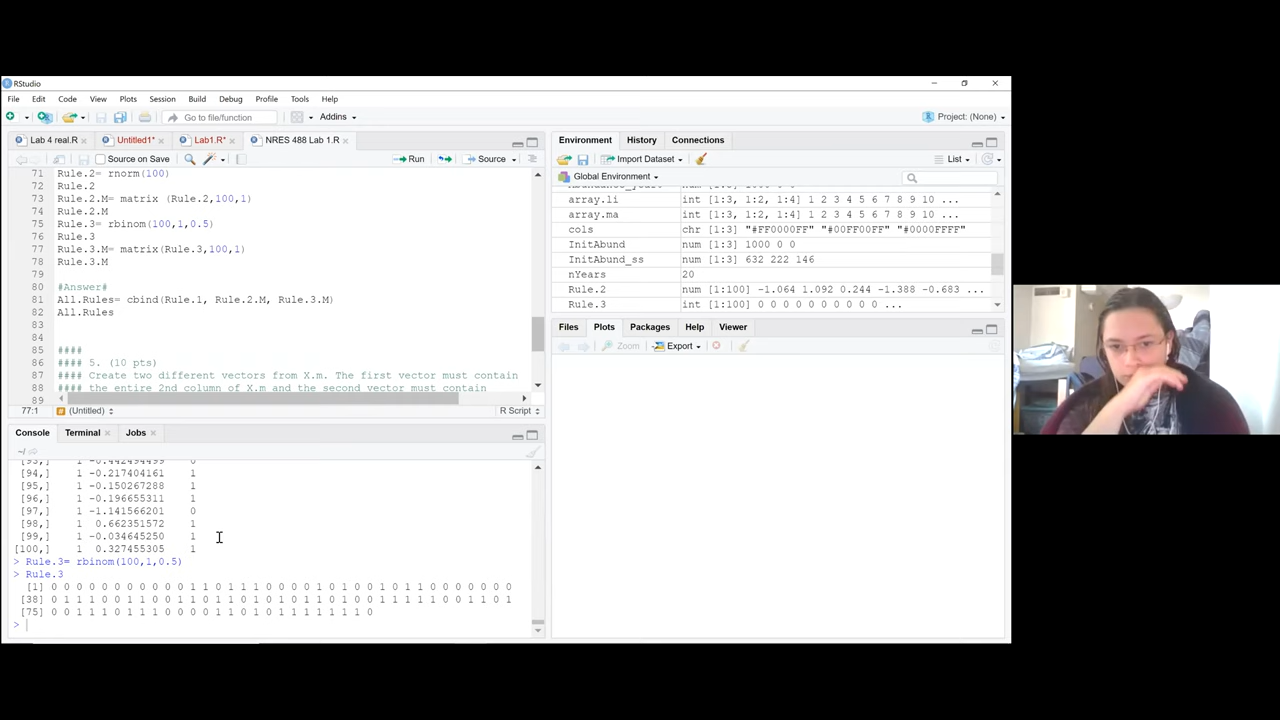 RStudio
File Edit Code View Plots Session Build Debug Profile Tools Help
Go to file/function Addins Project: (None)
Lab 4 real.R Untitled1* Lab1.R* NRES 488 Lab 1.R
Source on Save Run Source
71 Rule.2= rnorm(100)
72 Rule.2
73 Rule.2.M= matrix (Rule.2,100,1)
74 Rule.2.M
75 Rule.3= rbinom(100,1,0.5)
76 Rule.3
77 Rule.3.M= matrix(Rule.3,100,1)
78 Rule.3.M
79
80 #Answer#
81 All.Rules= cbind(Rule.1, Rule.2.M, Rule.3.M)
82 All.Rules
83
84
85 ####
86 #### 5. (10 pts)
87 #### Create two different vectors from X.m. The first vector must contain
88 #### the entire 2nd column of X.m and the second vector must contain
89
77:1 (Untitled) R Script
Console Terminal Jobs
~/
[93,] 1 -0.442494499 0
[94,] 1 -0.217404161 1
[95,] 1 -0.150267288 1
[96,] 1 -0.196655311 1
[97,] 1 -1.141566201 0
[98,] 1 0.662351572 1
[99,] 1 -0.034645250 1
[100,] 1 0.327455305 1
> Rule.3= rbinom(100,1,0.5)
> Rule.3
[1] 0 0 0 0 0 0 0 0 0 0 0 1 1 0 1 1 1 0 0 0 0 1 0 1 0 0 1 0 1 1 0 0 0 0 0 0 0
[38] 0 1 1 1 0 0 1 1 0 0 1 1 0 1 1 0 1 0 1 1 0 1 0 0 1 1 1 1 1 0 0 1 1 0 1
[75] 0 0 1 1 1 0 1 1 1 0 0 0 0 1 1 0 1 0 1 1 1 1 1 1 1 0
>
Environment History Connections
Import Dataset List
Global Environment
array.li int [1:3, 1:2, 1:4] 1 2 3 4 5 6 7 8 9 10 ...
array.ma int [1:3, 1:2, 1:4] 1 2 3 4 5 6 7 8 9 10 ...
cols chr [1:3] "#FF0000FF" "#00FF00FF" "#0000FFFF"
InitAbund num [1:3] 1000 0 0
InitAbund_ss num [1:3] 632 222 146
nYears 20
Rule.2 num [1:100] -1.064 1.092 0.244 -1.388 -0.683 ...
Rule.3 int [1:100] 0 0 0 0 0 0 0 0 0 0 ...
Files Plots Packages Help Viewer
Zoom Export